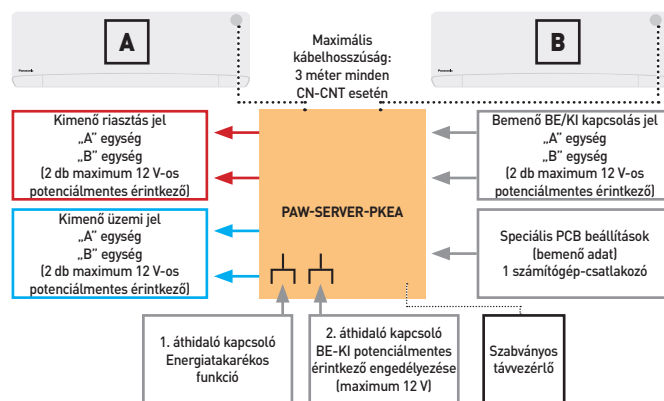 A
Maximális
kábelhosszúság:
3 méter minden
CN-CNT esetén
B
Panasonic
Panasonic
Kimenő riasztás jel
„A” egység
„B” egység
(2 db maximum 12 V-os
potenciálmentes érintkező)
Kimenő üzemi jel
„A” egység
„B” egység
(2 db maximum 12 V-os
potenciálmentes érintkező)
PAW-SERVER-PKEA
Bemenő BE/KI kapcsolás jel
„A” egység
„B” egység
(2 db maximum 12 V-os
potenciálmentes érintkező)
Speciális PCB beállítások
(bemenő adat)
1 számítógép-csatlakozó
1. áthidaló kapcsoló
Energiatakarékos
funkció
2. áthidaló kapcsoló
BE-KI potenciálmentes
érintkező engedélyezése
(maximum 12 V)
Szabványos
távvezérlő